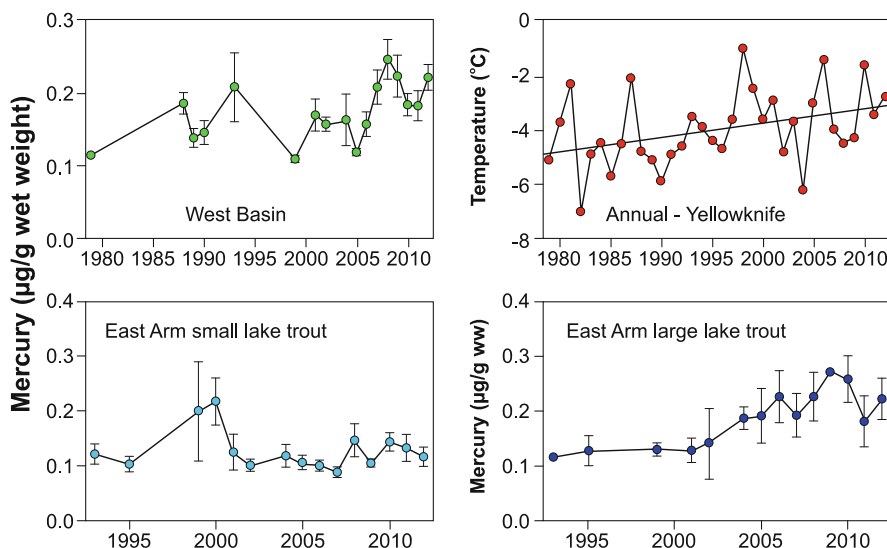 Mercury (µg/g wet weight)
0.3
0.2
0.1
0.0
West Basin
1980 1985 1990 1995 2000 2005 2010
Temperature (°C)
-2
-4
-6
-8
Annual - Yellowknife
1980 1985 1990 1995 2000 2005 2010
0.4
0.3
0.2
0.1
0.0
East Arm small lake trout
1995 2000 2005 2010
Mercury (µg/g ww)
0.4
0.3
0.2
0.1
0.0
East Arm large lake trout
1995 2000 2005 2010